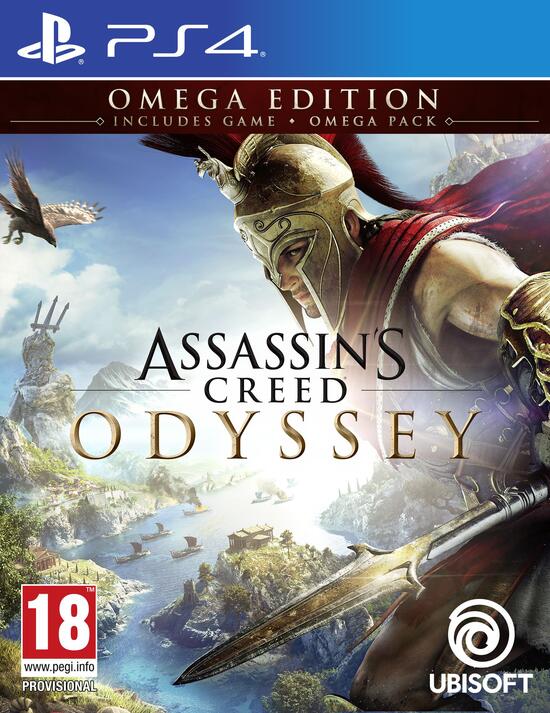 PS4
OMEGA EDITION
INCLUDES GAME • OMEGA PACK
ASSASSIN'S
CREED
ODYSSEY
18
www.pegi.info
PROVISIONAL
UBISOFT